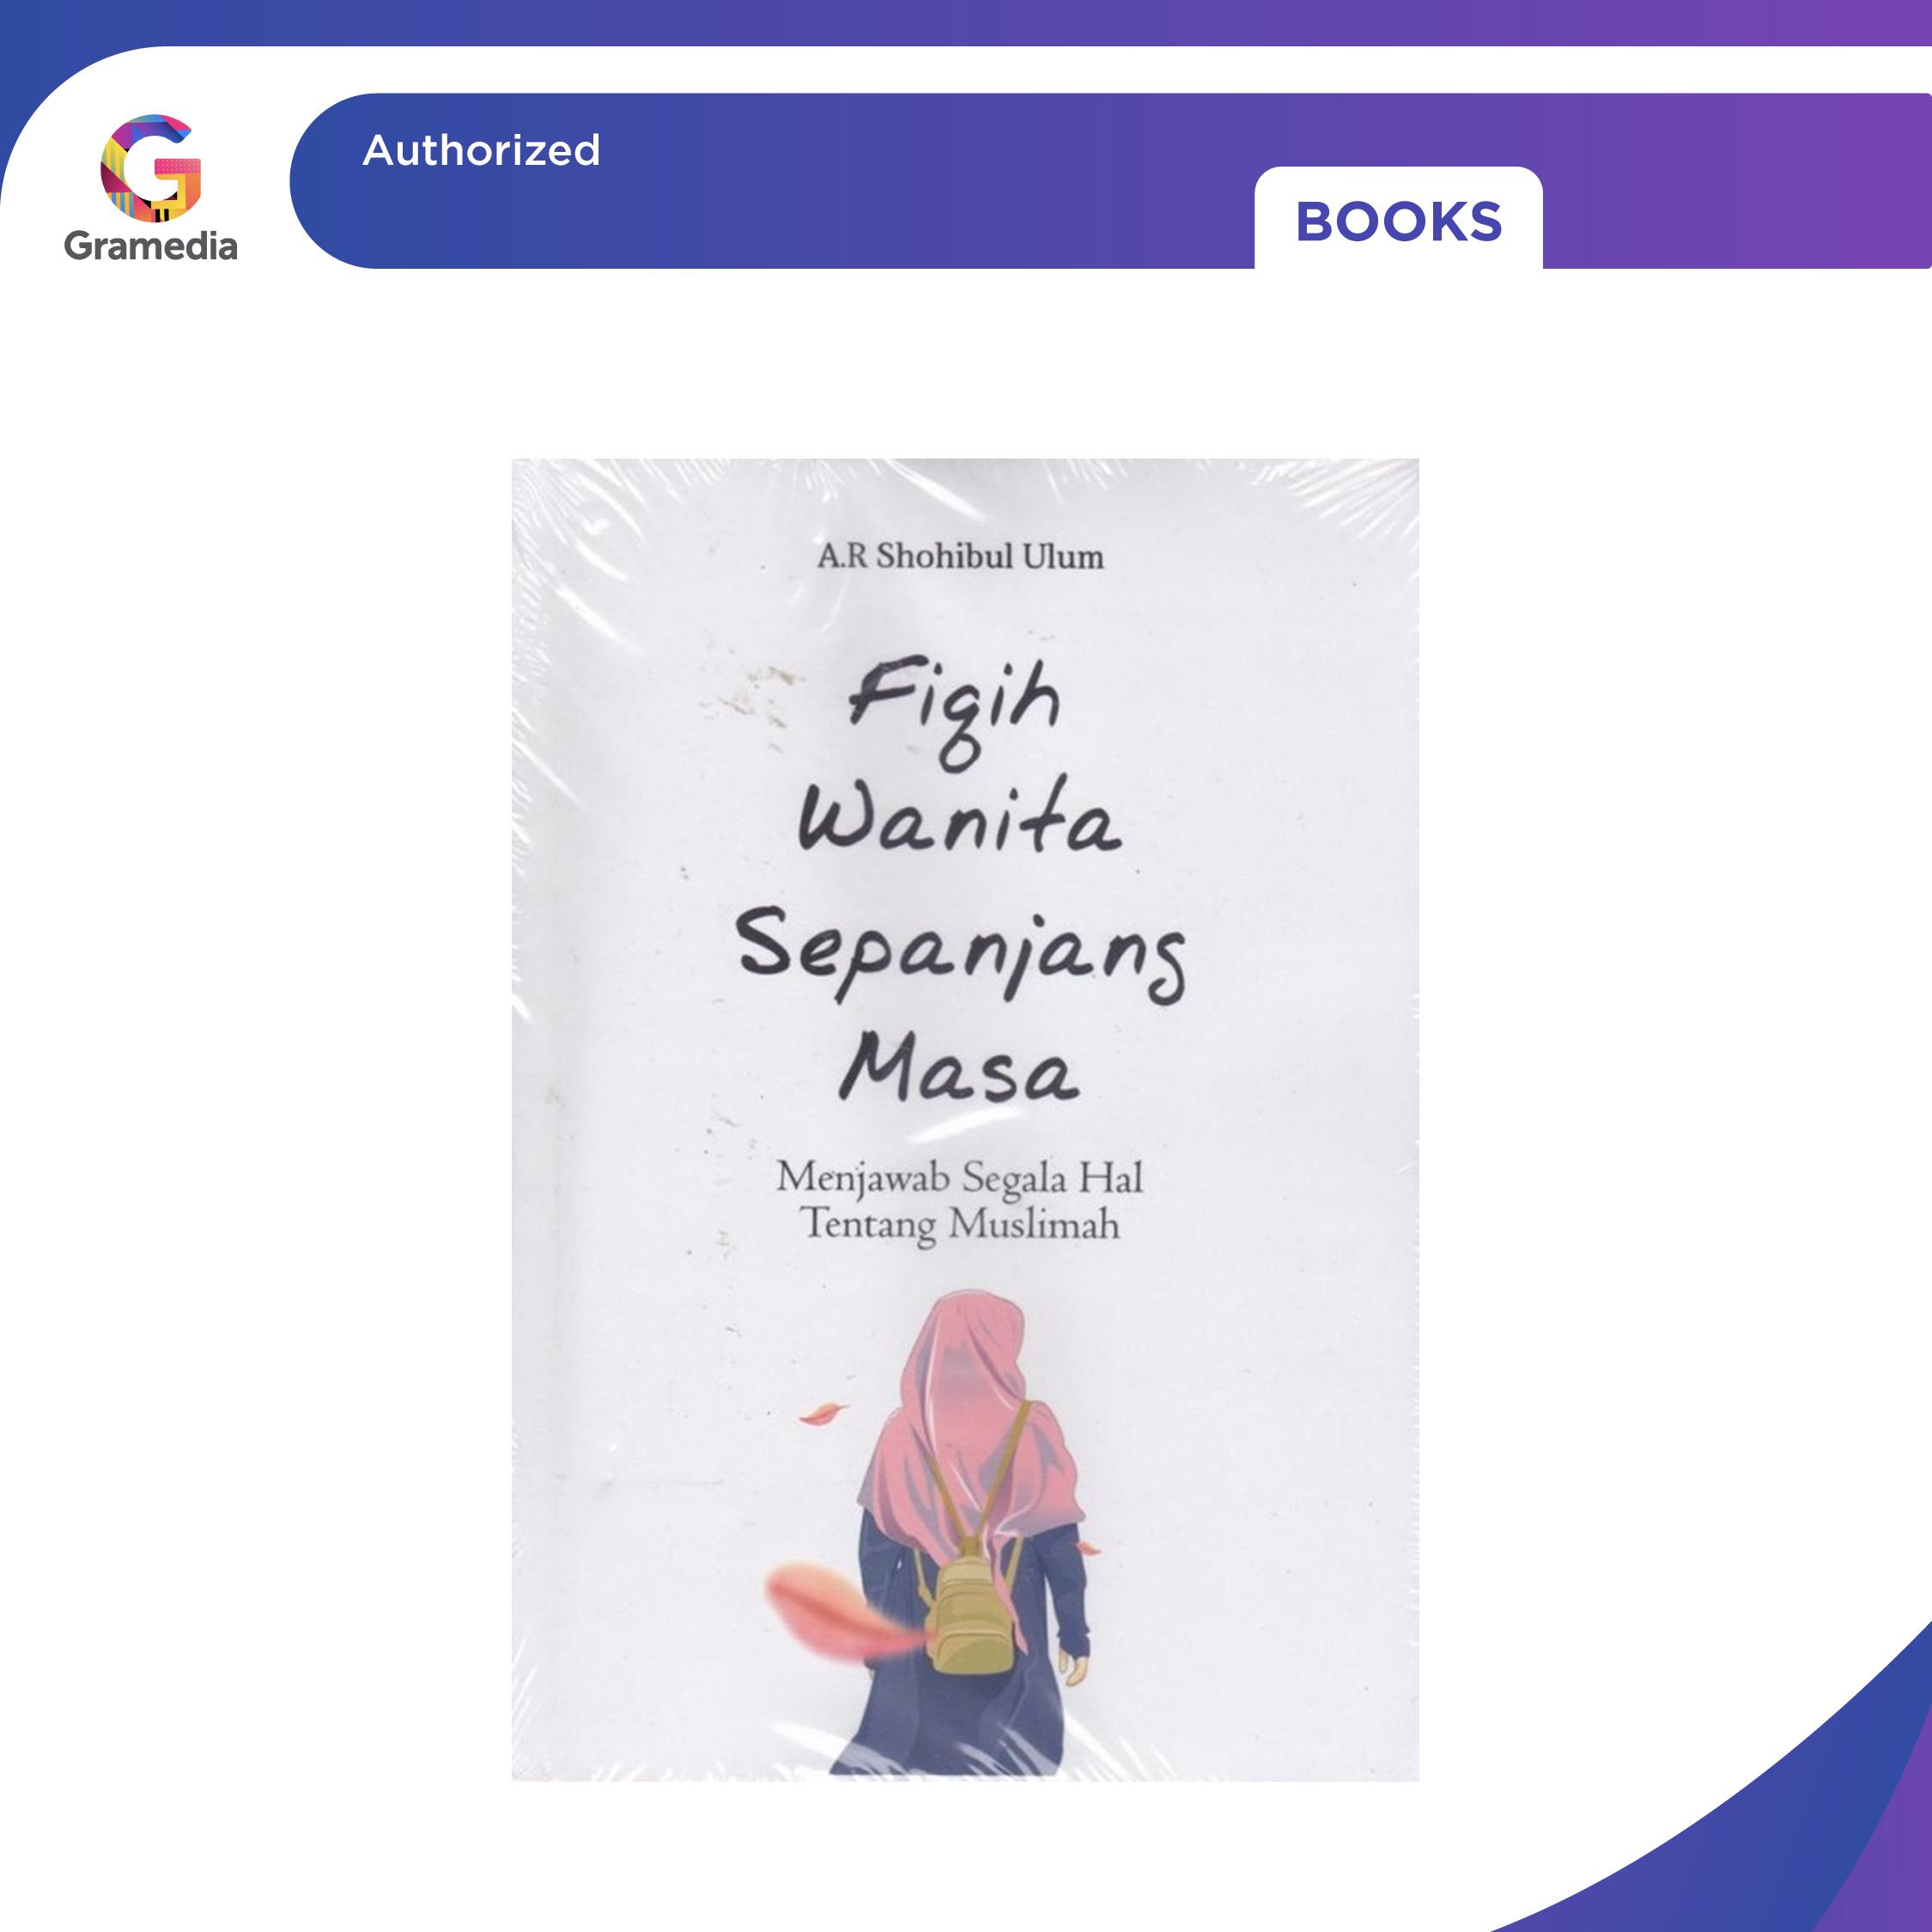 Gramedia
Authorized
BOOKS
A.R Shohibul Ulum
Fiqih
Wanita
Sepanjang
Masa
Menjawab Segala Hal
Tentang Muslimah